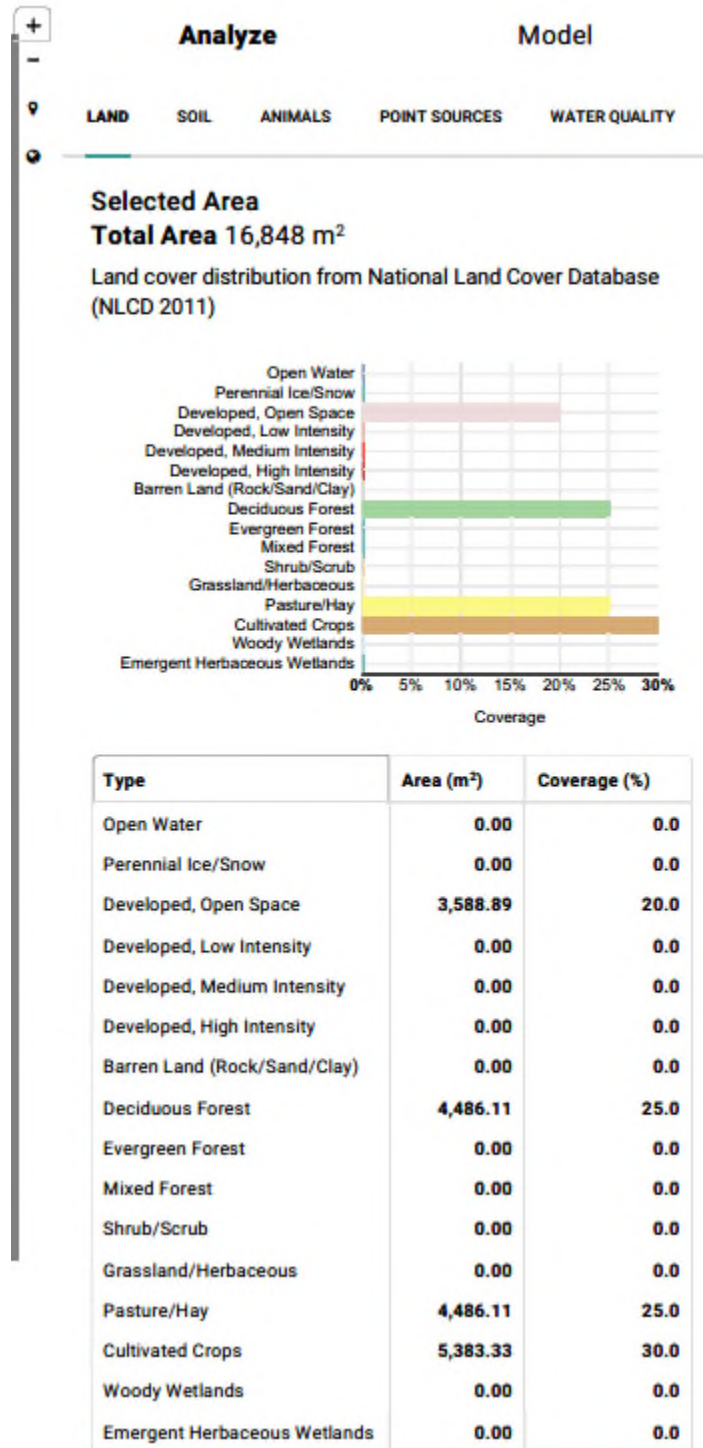 +
Analyze Model
−
LAND SOIL ANIMALS POINT SOURCES WATER QUALITY
Selected Area
Total Area 16,848 m²
Land cover distribution from National Land Cover Database
(NLCD 2011)
Open Water
Perennial Ice/Snow
Developed, Open Space
Developed, Low Intensity
Developed, Medium Intensity
Developed, High Intensity
Barren Land (Rock/Sand/Clay)
Deciduous Forest
Evergreen Forest
Mixed Forest
Shrub/Scrub
Grassland/Herbaceous
Pasture/Hay
Cultivated Crops
Woody Wetlands
Emergent Herbaceous Wetlands
0% 5% 10% 15% 20% 25% 30%
Coverage
Type Area (m²) Coverage (%)
Open Water 0.00 0.0
Perennial Ice/Snow 0.00 0.0
Developed, Open Space 3,588.89 20.0
Developed, Low Intensity 0.00 0.0
Developed, Medium Intensity 0.00 0.0
Developed, High Intensity 0.00 0.0
Barren Land (Rock/Sand/Clay) 0.00 0.0
Deciduous Forest 4,486.11 25.0
Evergreen Forest 0.00 0.0
Mixed Forest 0.00 0.0
Shrub/Scrub 0.00 0.0
Grassland/Herbaceous 0.00 0.0
Pasture/Hay 4,486.11 25.0
Cultivated Crops 5,383.33 30.0
Woody Wetlands 0.00 0.0
Emergent Herbaceous Wetlands 0.00 0.0